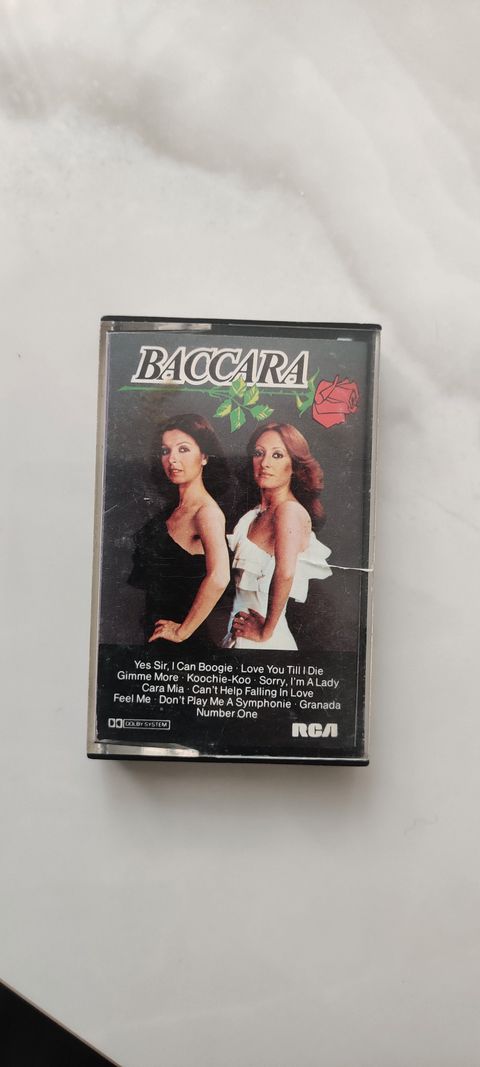 BACCARA
Yes Sir, I Can Boogie · Love You Till I Die
Gimme More · Koochie-Koo · Sorry, I'm A Lady
Cara Mia · Can't Help Falling In Love
Feel Me · Don't Play Me A Symphonie · Granada
Number One
DOLBY SYSTEM
RCA